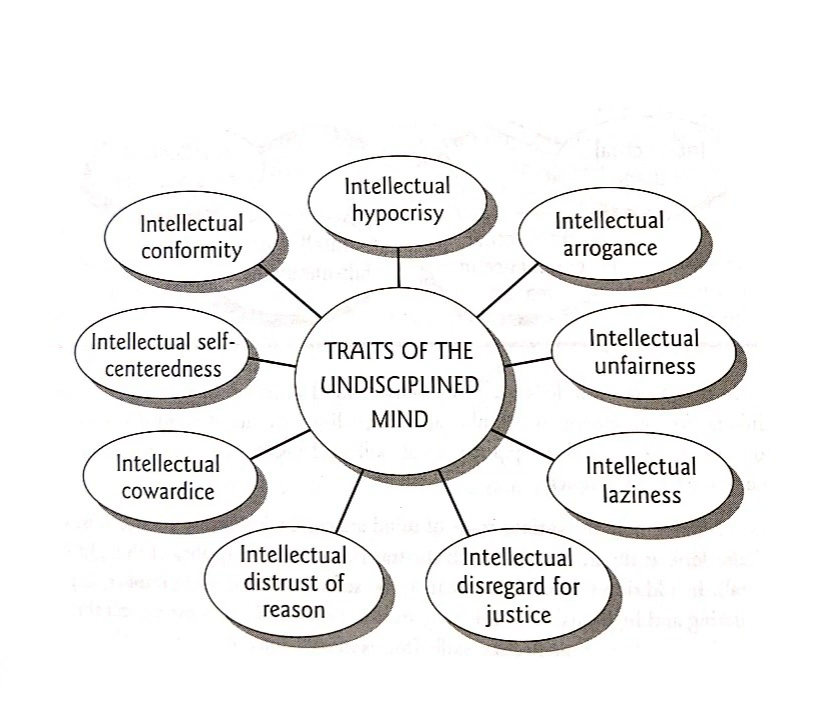 Intellectual
hypocrisy
Intellectual
conformity
Intellectual
arrogance
Intellectual self-
centeredness
TRAITS OF THE
UNDISCIPLINED
MIND
Intellectual
unfairness
Intellectual
cowardice
Intellectual
laziness
Intellectual
distrust of
reason
Intellectual
disregard for
justice